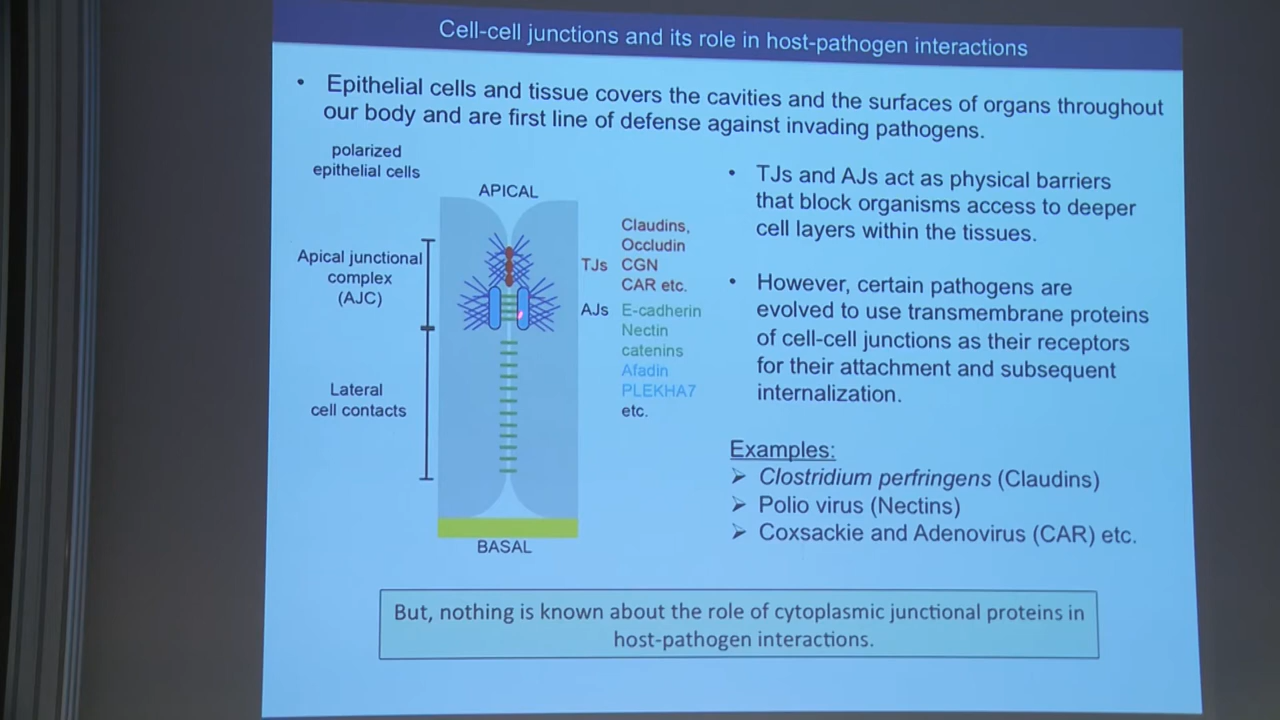 Cell-cell junctions and its role in host-pathogen interactions
• Epithelial cells and tissue covers the cavities and the surfaces of organs throughout
our body and are first line of defense against invading pathogens.
polarized
epithelial cells
APICAL
Apical junctional
complex
(AJC)
Lateral
cell contacts
BASAL
Claudins,
Occludin
TJs CGN
CAR etc.
AJs E-cadherin
Nectin
catenins
Afadin
PLEKHA7
etc.
• TJs and AJs act as physical barriers
that block organisms access to deeper
cell layers within the tissues.
• However, certain pathogens are
evolved to use transmembrane proteins
of cell-cell junctions as their receptors
for their attachment and subsequent
internalization.
Examples:
➢ Clostridium perfringens (Claudins)
➢ Polio virus (Nectins)
➢ Coxsackie and Adenovirus (CAR) etc.
But, nothing is known about the role of cytoplasmic junctional proteins in
host-pathogen interactions.